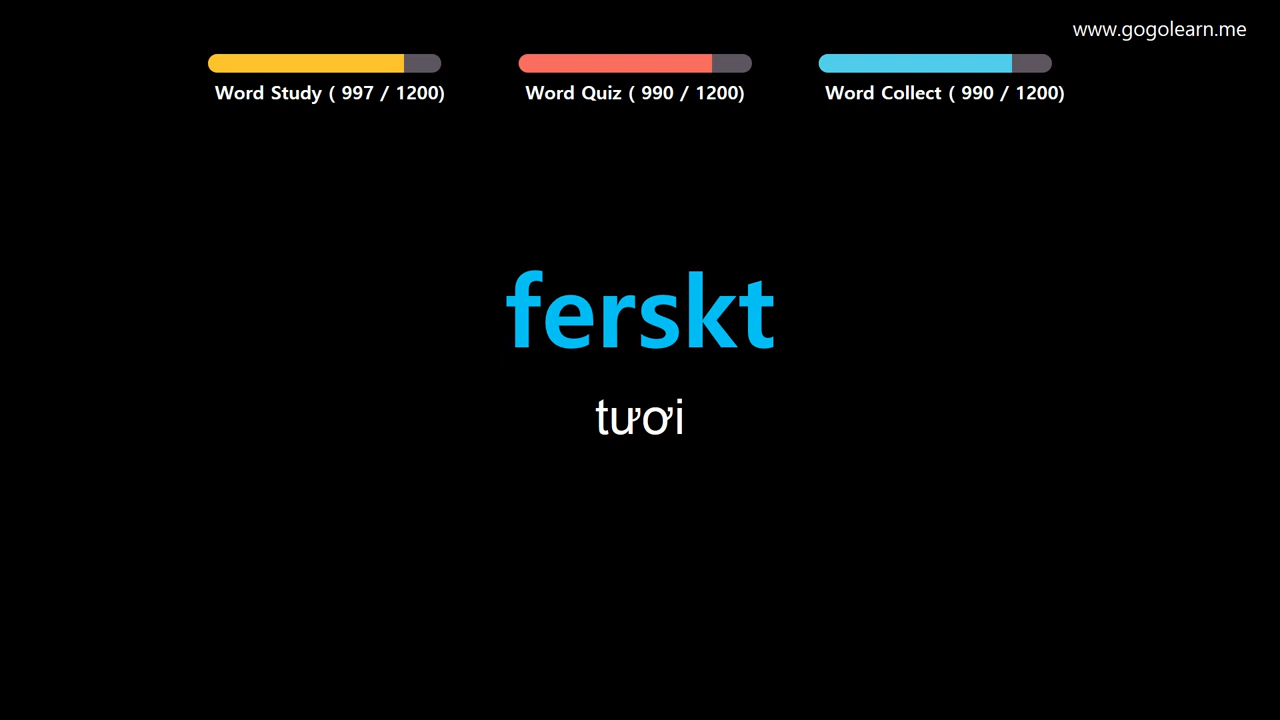 www.gogolearn.me
Word Study ( 997 / 1200)
Word Quiz ( 990 / 1200)
Word Collect ( 990 / 1200)
ferskt
tươi